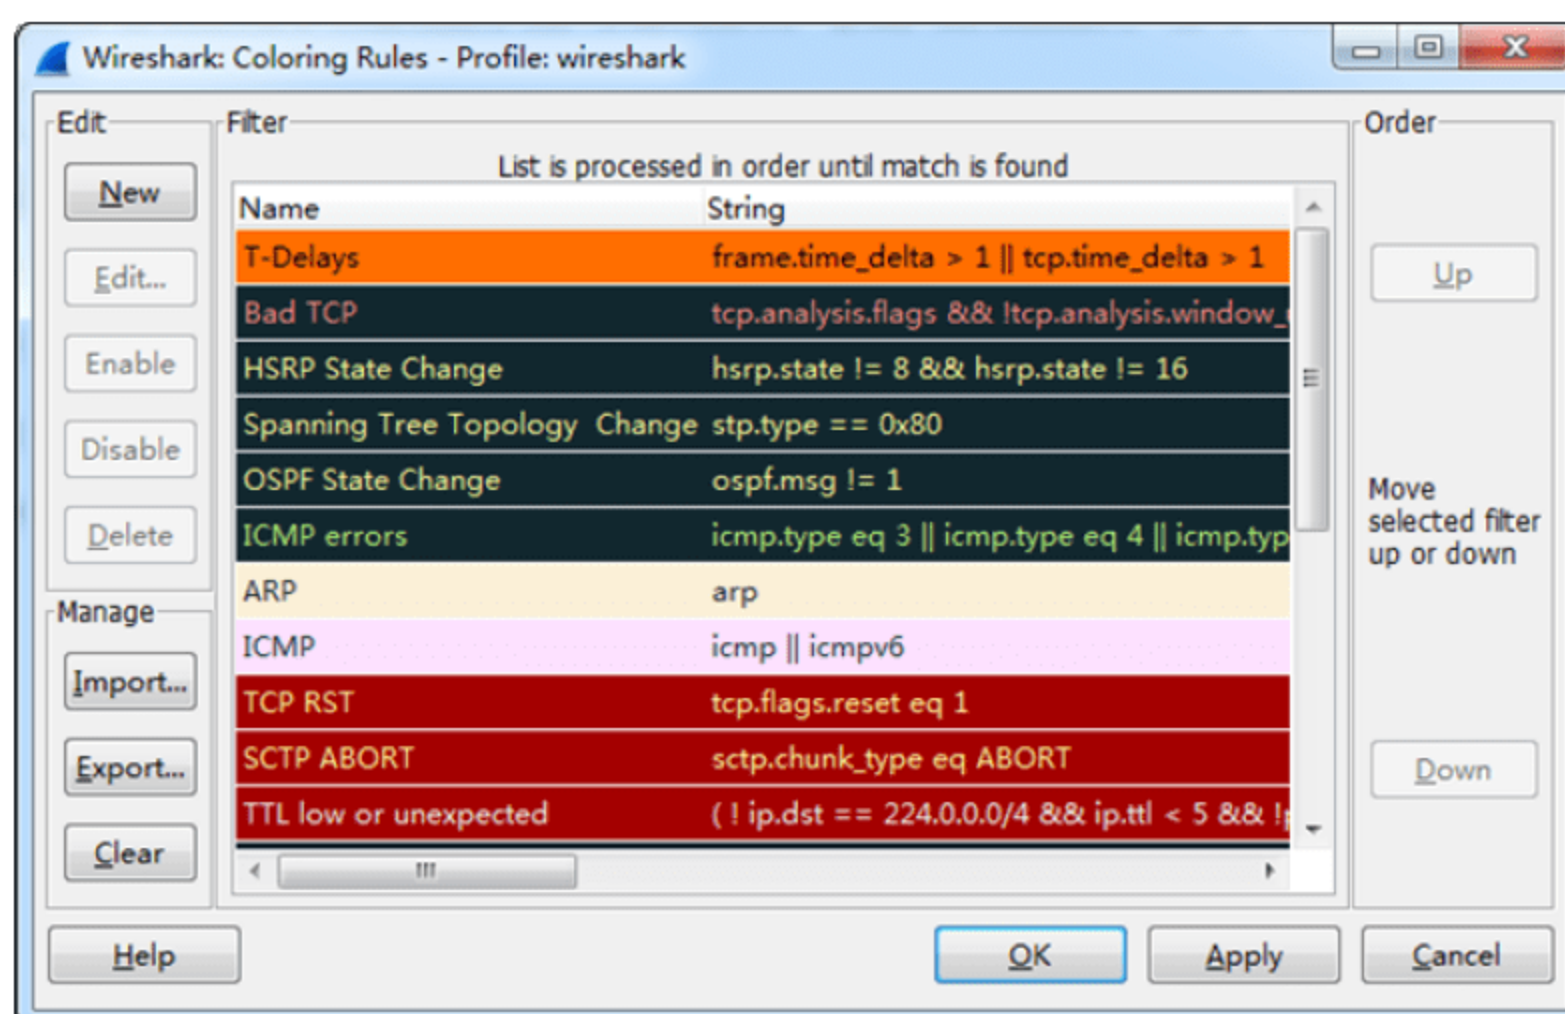 Wireshark: Coloring Rules - Profile: wireshark
Edit
Filter
Order
List is processed in order until match is found
New
Edit...
Enable
Disable
Delete
Manage
Import...
Export...
Clear
Name String
T-Delays frame.time_delta > 1 || tcp.time_delta > 1
Bad TCP tcp.analysis.flags && !tcp.analysis.window_
HSRP State Change hsrp.state != 8 && hsrp.state != 16
Spanning Tree Topology  Change stp.type == 0x80
OSPF State Change ospf.msg != 1
ICMP errors icmp.type eq 3 || icmp.type eq 4 || icmp.typ
ARP arp
ICMP icmp || icmpv6
TCP RST tcp.flags.reset eq 1
SCTP ABORT sctp.chunk_type eq ABORT
TTL low or unexpected ( ! ip.dst == 224.0.0.0/4 && ip.ttl < 5 && !
Up
Move
selected filter
up or down
Down
Help
OK
Apply
Cancel